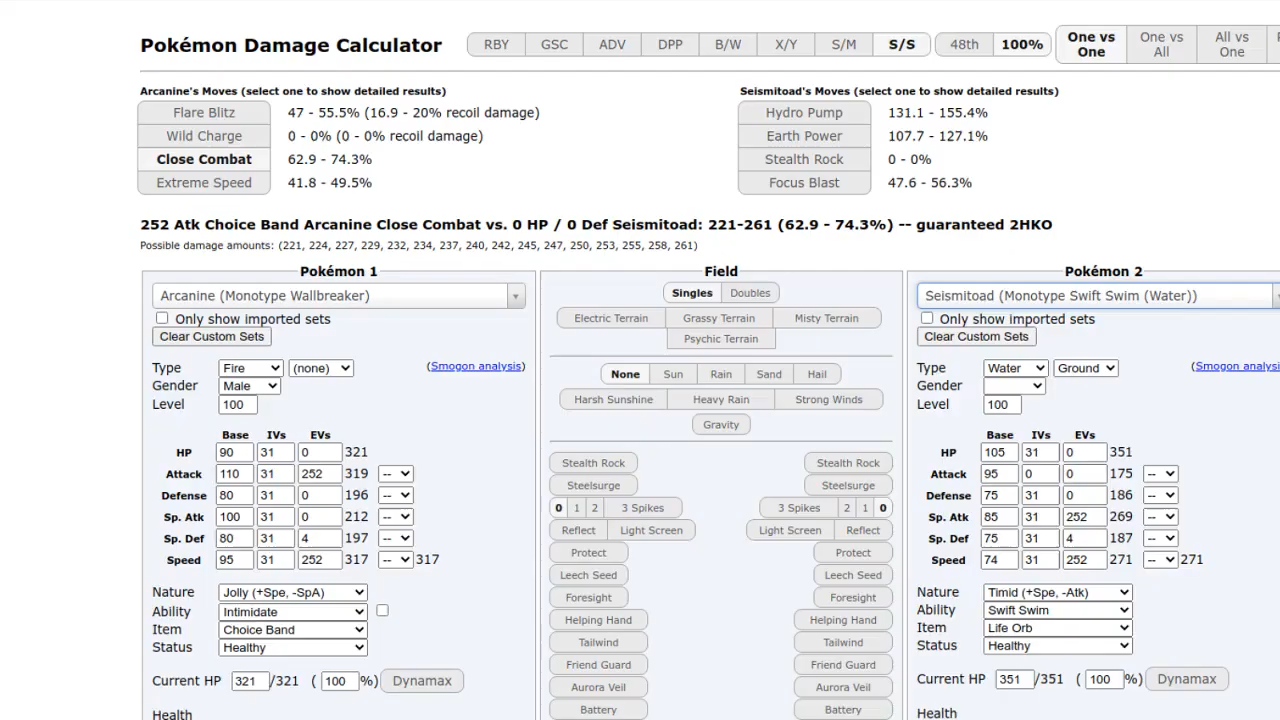 Pokémon Damage Calculator
RBY GSC ADV DPP B/W X/Y S/M S/S 48th 100%
One vs One
One vs All
All vs One
Arcanine's Moves (select one to show detailed results)
Flare Blitz 47 - 55.5% (16.9 - 20% recoil damage)
Wild Charge 0 - 0% (0 - 0% recoil damage)
Close Combat 62.9 - 74.3%
Extreme Speed 41.8 - 49.5%
Seismitoad's Moves (select one to show detailed results)
Hydro Pump 131.1 - 155.4%
Earth Power 107.7 - 127.1%
Stealth Rock 0 - 0%
Focus Blast 47.6 - 56.3%
252 Atk Choice Band Arcanine Close Combat vs. 0 HP / 0 Def Seismitoad: 221-261 (62.9 - 74.3%) -- guaranteed 2HKO
Possible damage amounts: (221, 224, 227, 229, 232, 234, 237, 240, 242, 245, 247, 250, 253, 255, 258, 261)
Pokémon 1
Arcanine (Monotype Wallbreaker)
Only show imported sets
Clear Custom Sets
Type Fire (none) (Smogon analysis)
Gender Male
Level 100
Base IVs EVs
HP 90 31 0 321
Attack 110 31 252 319 --
Defense 80 31 0 196 --
Sp. Atk 100 31 0 212 --
Sp. Def 80 31 4 197 --
Speed 95 31 252 317 -- 317
Nature Jolly (+Spe, -SpA)
Ability Intimidate
Item Choice Band
Status Healthy
Current HP 321 /321 ( 100 %) Dynamax
Health
Field
Singles Doubles
Electric Terrain Grassy Terrain Misty Terrain
Psychic Terrain
None Sun Rain Sand Hail
Harsh Sunshine Heavy Rain Strong Winds
Gravity
Stealth Rock Stealth Rock
Steelsurge Steelsurge
0 1 2 3 Spikes 3 Spikes 2 1 0
Reflect Light Screen Light Screen Reflect
Protect Protect
Leech Seed Leech Seed
Foresight Foresight
Helping Hand Helping Hand
Tailwind Tailwind
Friend Guard Friend Guard
Aurora Veil Aurora Veil
Battery Battery
Pokémon 2
Seismitoad (Monotype Swift Swim (Water))
Only show imported sets
Clear Custom Sets
Type Water Ground (Smogon analysi
Gender
Level 100
Base IVs EVs
HP 105 31 0 351
Attack 95 0 0 175 --
Defense 75 31 0 186 --
Sp. Atk 85 31 252 269 --
Sp. Def 75 31 4 187 --
Speed 74 31 252 271 -- 271
Nature Timid (+Spe, -Atk)
Ability Swift Swim
Item Life Orb
Status Healthy
Current HP 351 /351 ( 100 %) Dynamax
Health